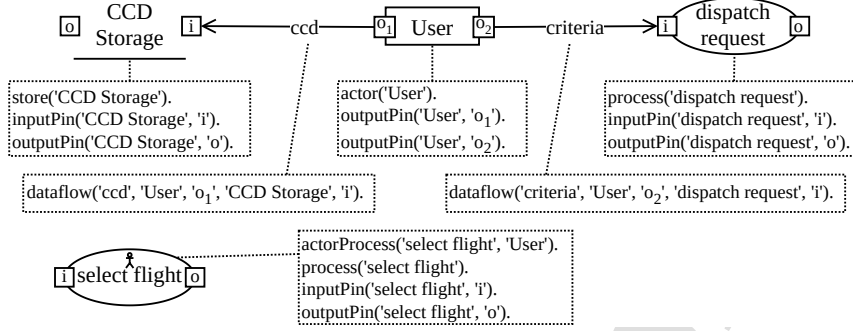 o CCD Storage i
ccd
o₁ User o₂
criteria
i dispatch request o
store('CCD Storage').
inputPin('CCD Storage', 'i').
outputPin('CCD Storage', 'o').
actor('User').
outputPin('User', 'o₁').
outputPin('User', 'o₂').
process('dispatch request').
inputPin('dispatch request', 'i').
outputPin('dispatch request', 'o').
dataflow('ccd', 'User', 'o₁', 'CCD Storage', 'i').
dataflow('criteria', 'User', 'o₂', 'dispatch request', 'i').
i select flight o
actorProcess('select flight', 'User').
process('select flight').
inputPin('select flight', 'i').
outputPin('select flight', 'o').